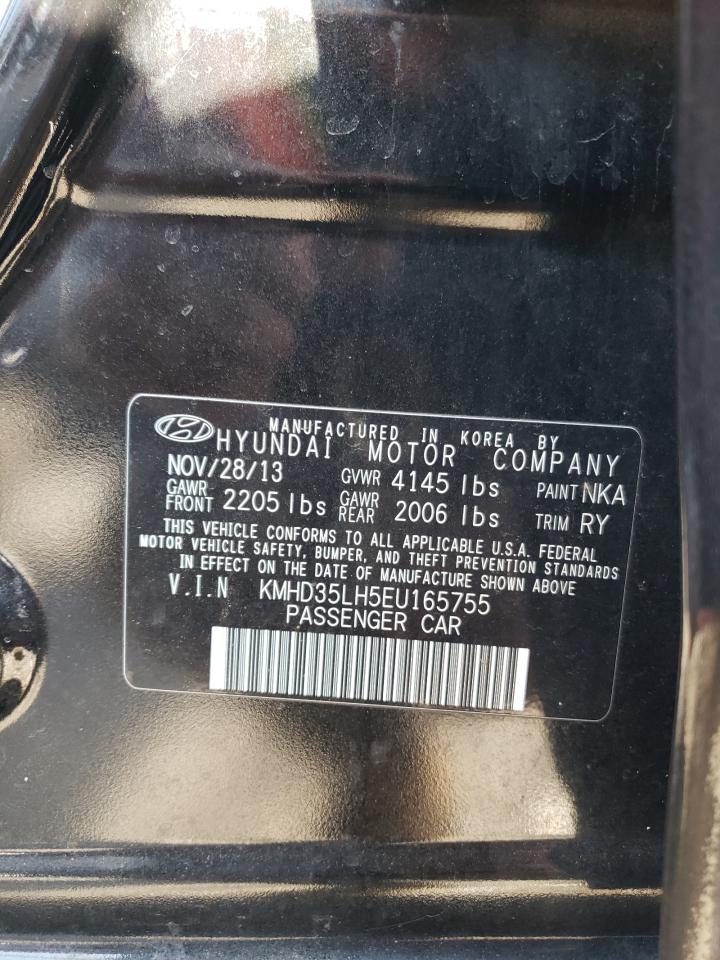 MANUFACTURED IN KOREA BY
HYUNDAI MOTOR COMPANY
NOV/28/13 GVWR 4145 lbs PAINT NKA
GAWR FRONT 2205 lbs GAWR REAR 2006 lbs TRIM RY
THIS VEHICLE CONFORMS TO ALL APPLICABLE U.S.A. FEDERAL
MOTOR VEHICLE SAFETY, BUMPER, AND THEFT PREVENTION STANDARDS
IN EFFECT ON THE DATE OF MANUFACTURE SHOWN ABOVE
V.I.N KMHD35LH5EU165755
PASSENGER CAR